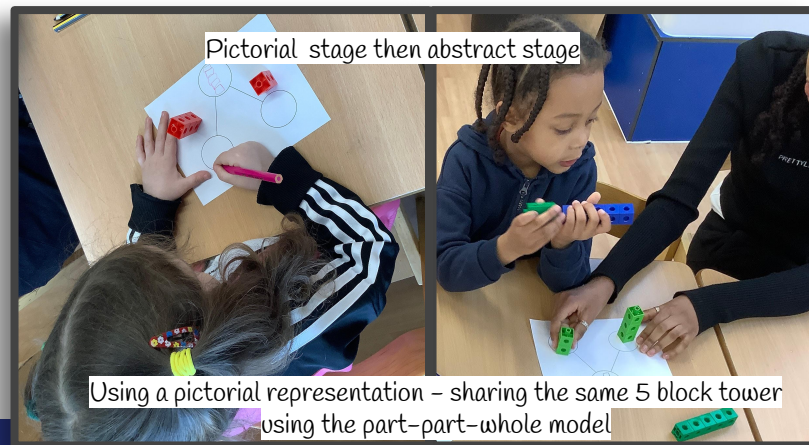 Pictorial stage then abstract stage
PRETTYL
Using a pictorial representation – sharing the same 5 block tower
using the part-part-whole model